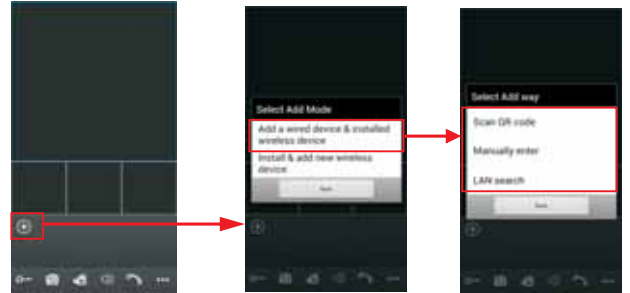 Select Add Mode
Add a wired device & installed
wireless device
Install & add new wireless
device
Select Add way
Scan QR code
Manually enter
LAN search